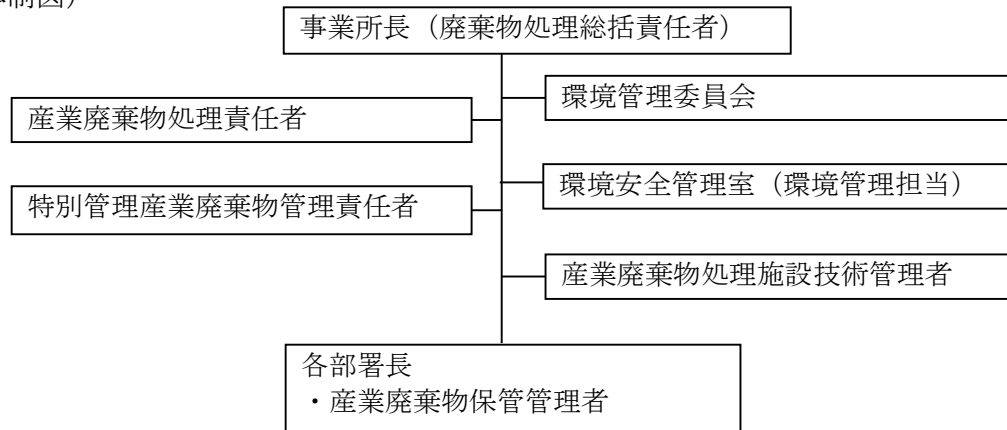 制図）
事業所長（廃棄物処理総括責任者）
環境管理委員会
産業廃棄物処理責任者
環境安全管理室（環境管理担当）
特別管理産業廃棄物管理責任者
産業廃棄物処理施設技術管理者
各部署長
・産業廃棄物保管管理者